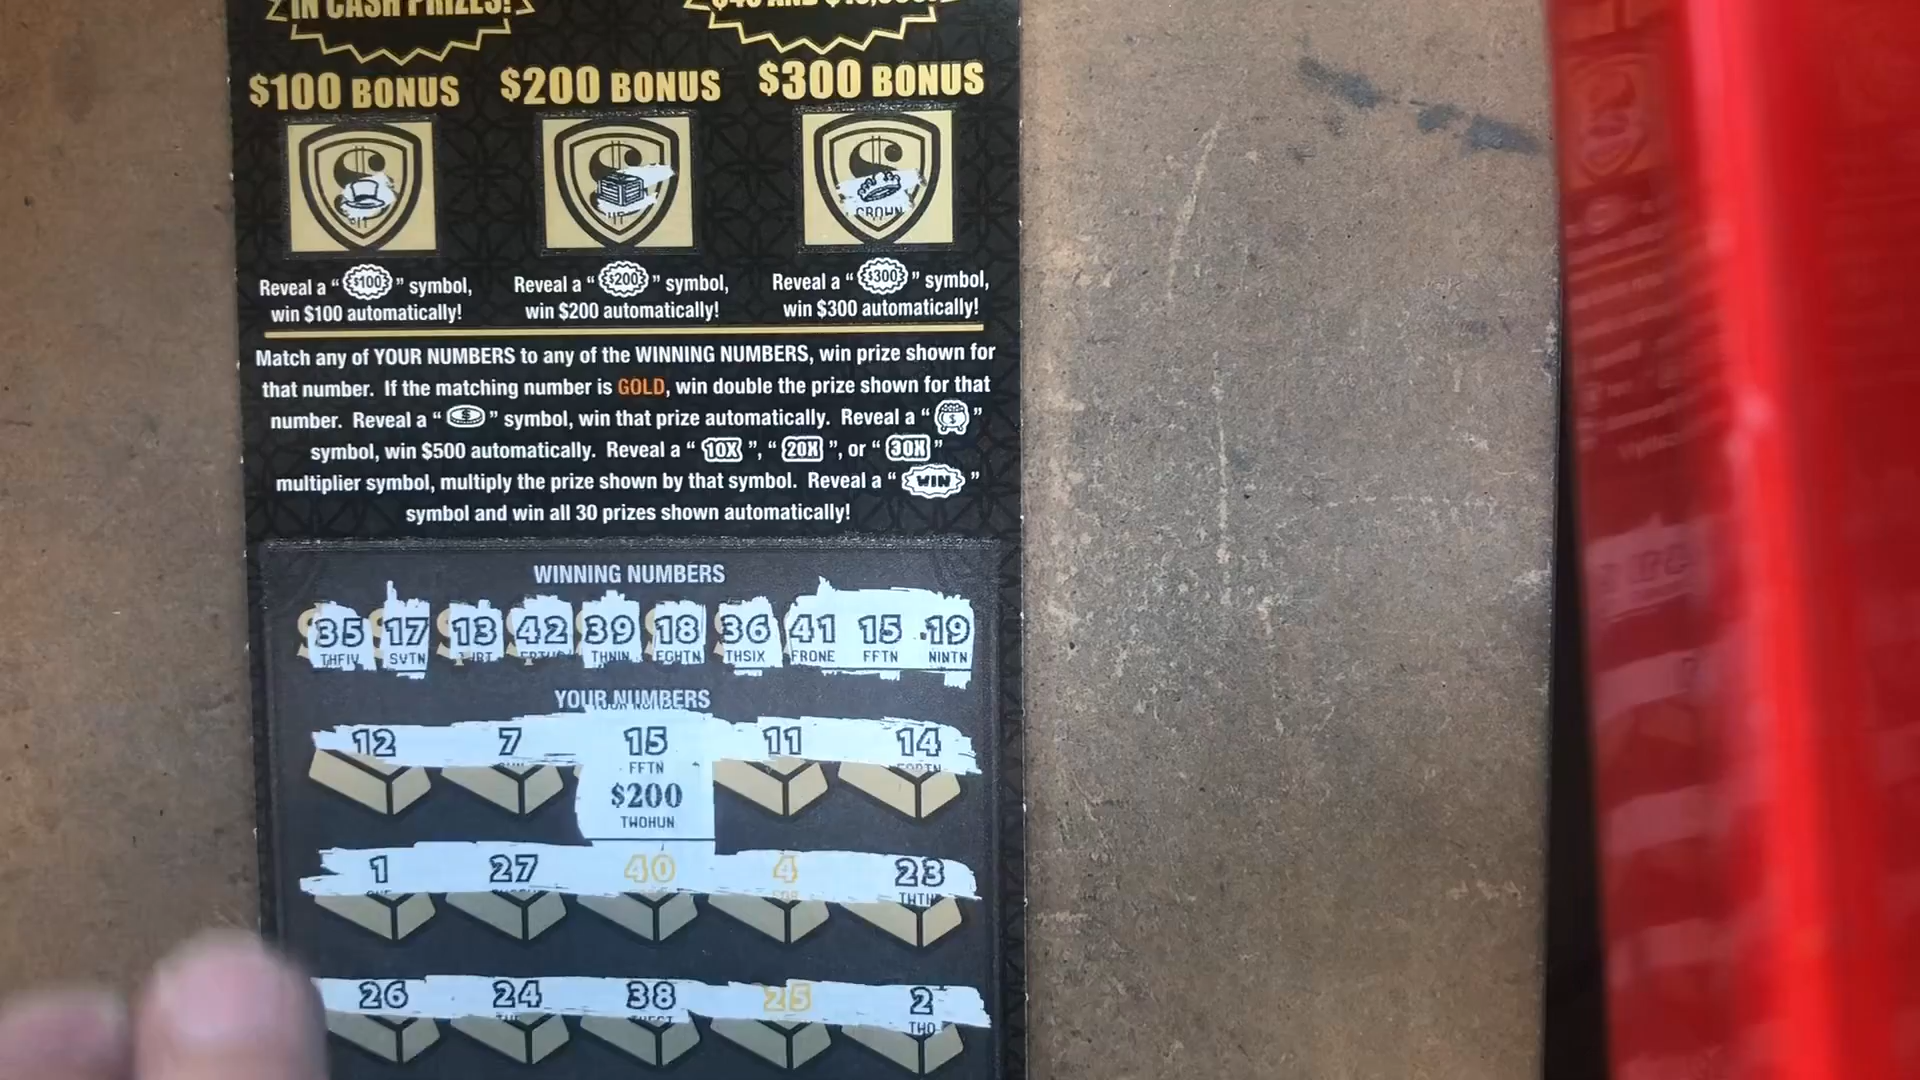 IN CASH PRIZES!
$100 BONUS $200 BONUS $300 BONUS
CROWN
Reveal a " $100 " symbol, win $100 automatically!
Reveal a " $200 " symbol, win $200 automatically!
Reveal a " $300 " symbol, win $300 automatically!
Match any of YOUR NUMBERS to any of the WINNING NUMBERS, win prize shown for
that number. If the matching number is GOLD, win double the prize shown for that
number. Reveal a " $ " symbol, win that prize automatically. Reveal a " $ "
symbol, win $500 automatically. Reveal a " 10X ", " 20X ", or " 30X "
multiplier symbol, multiply the prize shown by that symbol. Reveal a " WIN "
symbol and win all 30 prizes shown automatically!
WINNING NUMBERS
35 17 13 42 39 18 36 41 15 19
THFIV SVTN THNIN EGHTN THSIX FRONE FFTN NINTN
YOUR NUMBERS
12 7 15 11 14
FFTN
$200
TWOHUN
1 27 40 4 23
26 24 38 25 2
TWO